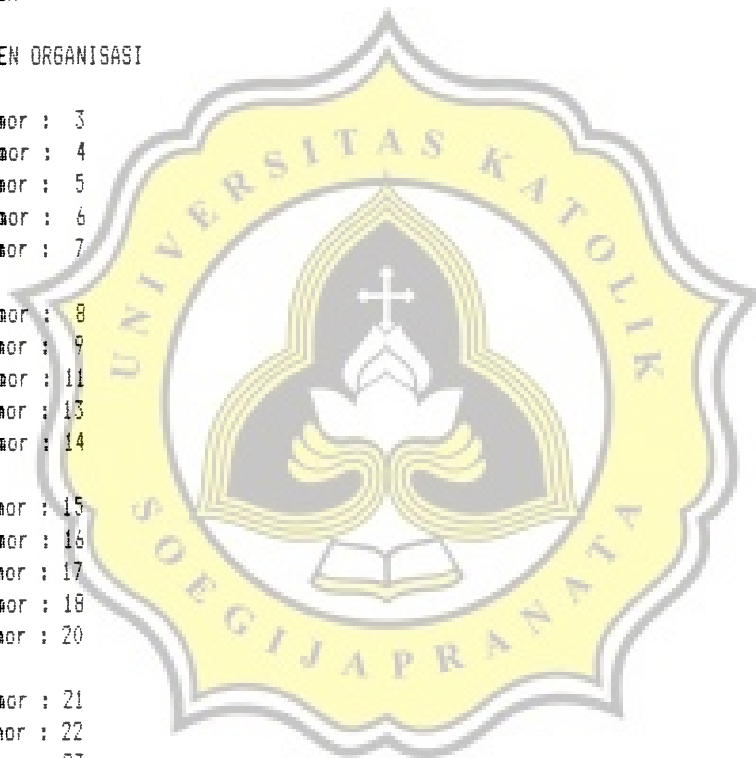 EN ORGANISASI
mor : 3
mor : 4
mor : 5
mor : 6
mor : 7
mor : 8
mor : 9
mor : 11
mor : 13
mor : 14
mor : 15
mor : 16
mor : 17
mor : 18
mor : 20
mor : 21
mor : 22
UNIVERSITAS KATOLIK
SOEGIJAPRANATA